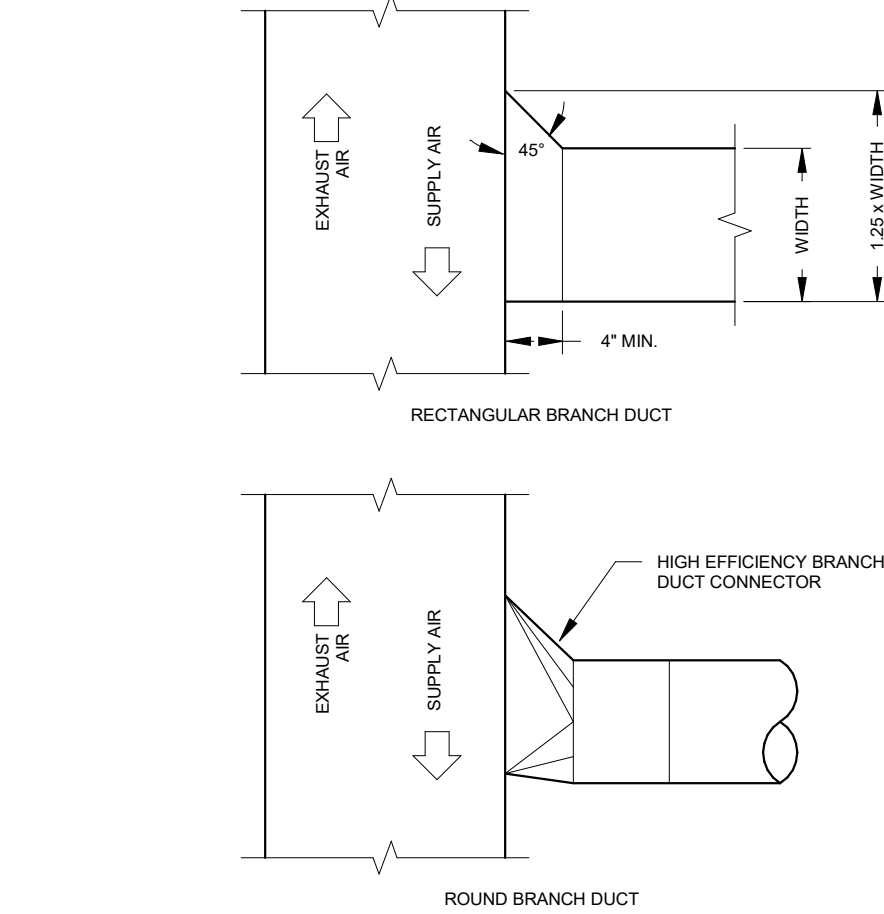 EXHAUST
AIR
SUPPLY AIR
45°
WIDTH
1.25 x WIDTH
4" MIN.
RECTANGULAR BRANCH DUCT
EXHAUST
AIR
SUPPLY AIR
HIGH EFFICIENCY BRANCH
DUCT CONNECTOR
ROUND BRANCH DUCT